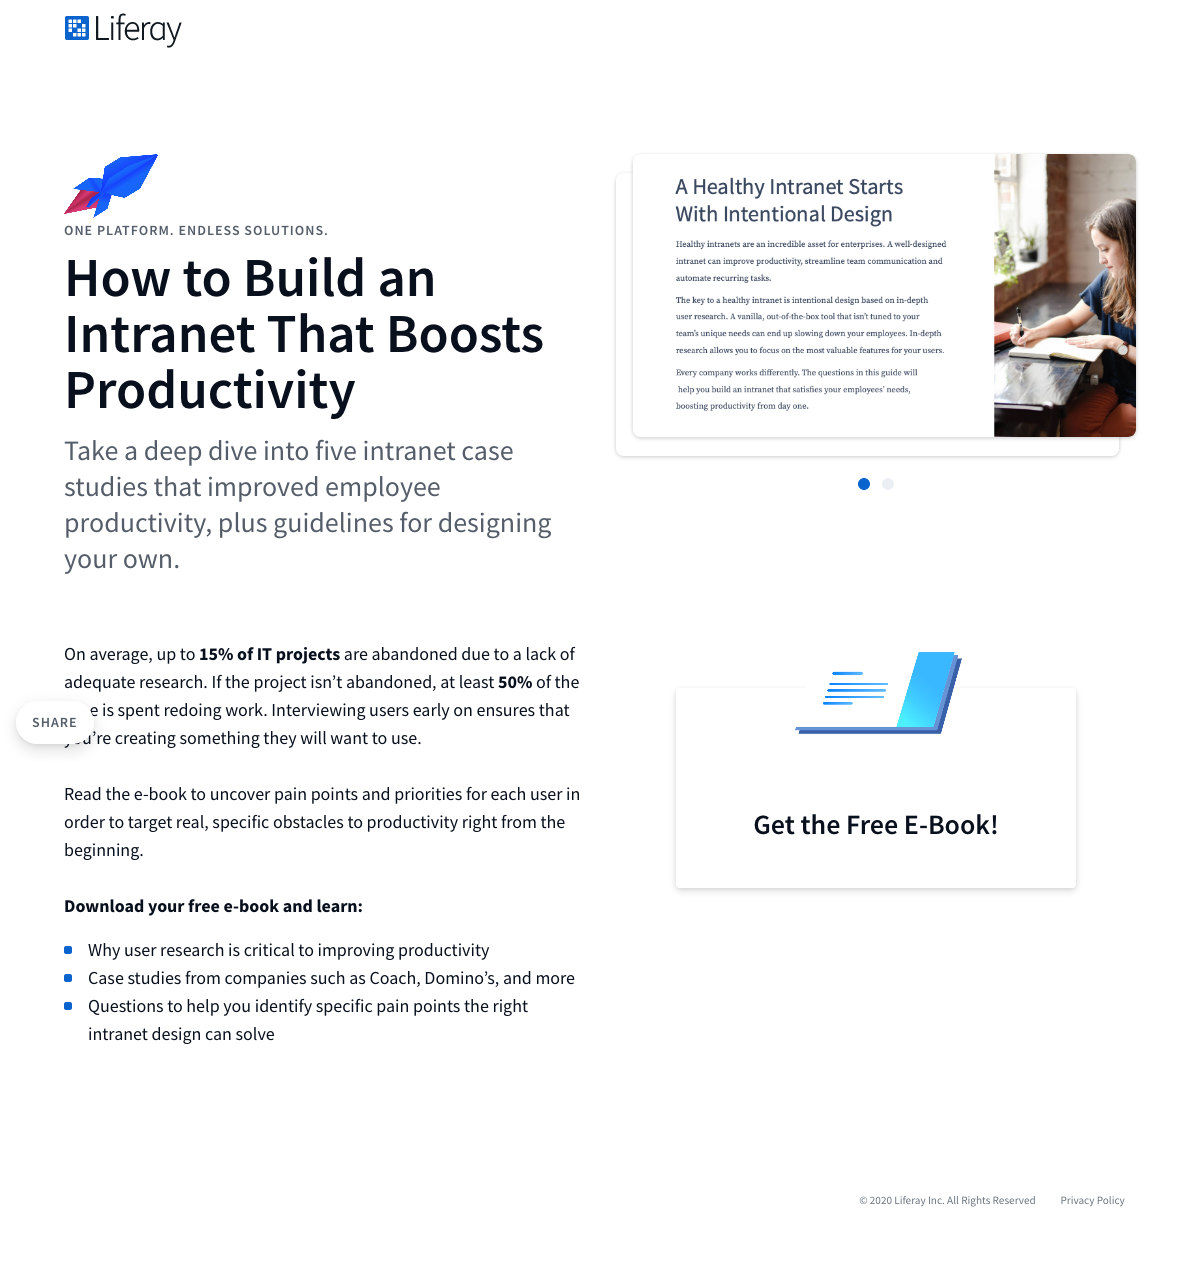 Liferay
ONE PLATFORM. ENDLESS SOLUTIONS.
How to Build an
Intranet That Boosts
Productivity
Take a deep dive into five intranet case
studies that improved employee
productivity, plus guidelines for designing
your own.
A Healthy Intranet Starts
With Intentional Design
Healthy intranets are an incredible asset for enterprises. A well-designed
intranet can improve productivity, streamline team communication and
automate recurring tasks.
The key to a healthy intranet is intentional design based on in-depth
user research. A vanilla, out-of-the-box tool that isn't tuned to your
team's unique needs can end up slowing down your employees. In-depth
research allows you to focus on the most valuable features for your users.
Every company works differently. The questions in this guide will
help you build an intranet that satisfies your employees' needs,
boosting productivity from day one.
On average, up to 15% of IT projects are abandoned due to a lack of
adequate research. If the project isn't abandoned, at least 50% of the
is spent redoing work. Interviewing users early on ensures that
you're creating something they will want to use.
SHARE
Read the e-book to uncover pain points and priorities for each user in
order to target real, specific obstacles to productivity right from the
beginning.
Download your free e-book and learn:
Why user research is critical to improving productivity
Case studies from companies such as Coach, Domino's, and more
Questions to help you identify specific pain points the right
intranet design can solve
Get the Free E-Book!
© 2020 Liferay Inc. All Rights Reserved Privacy Policy